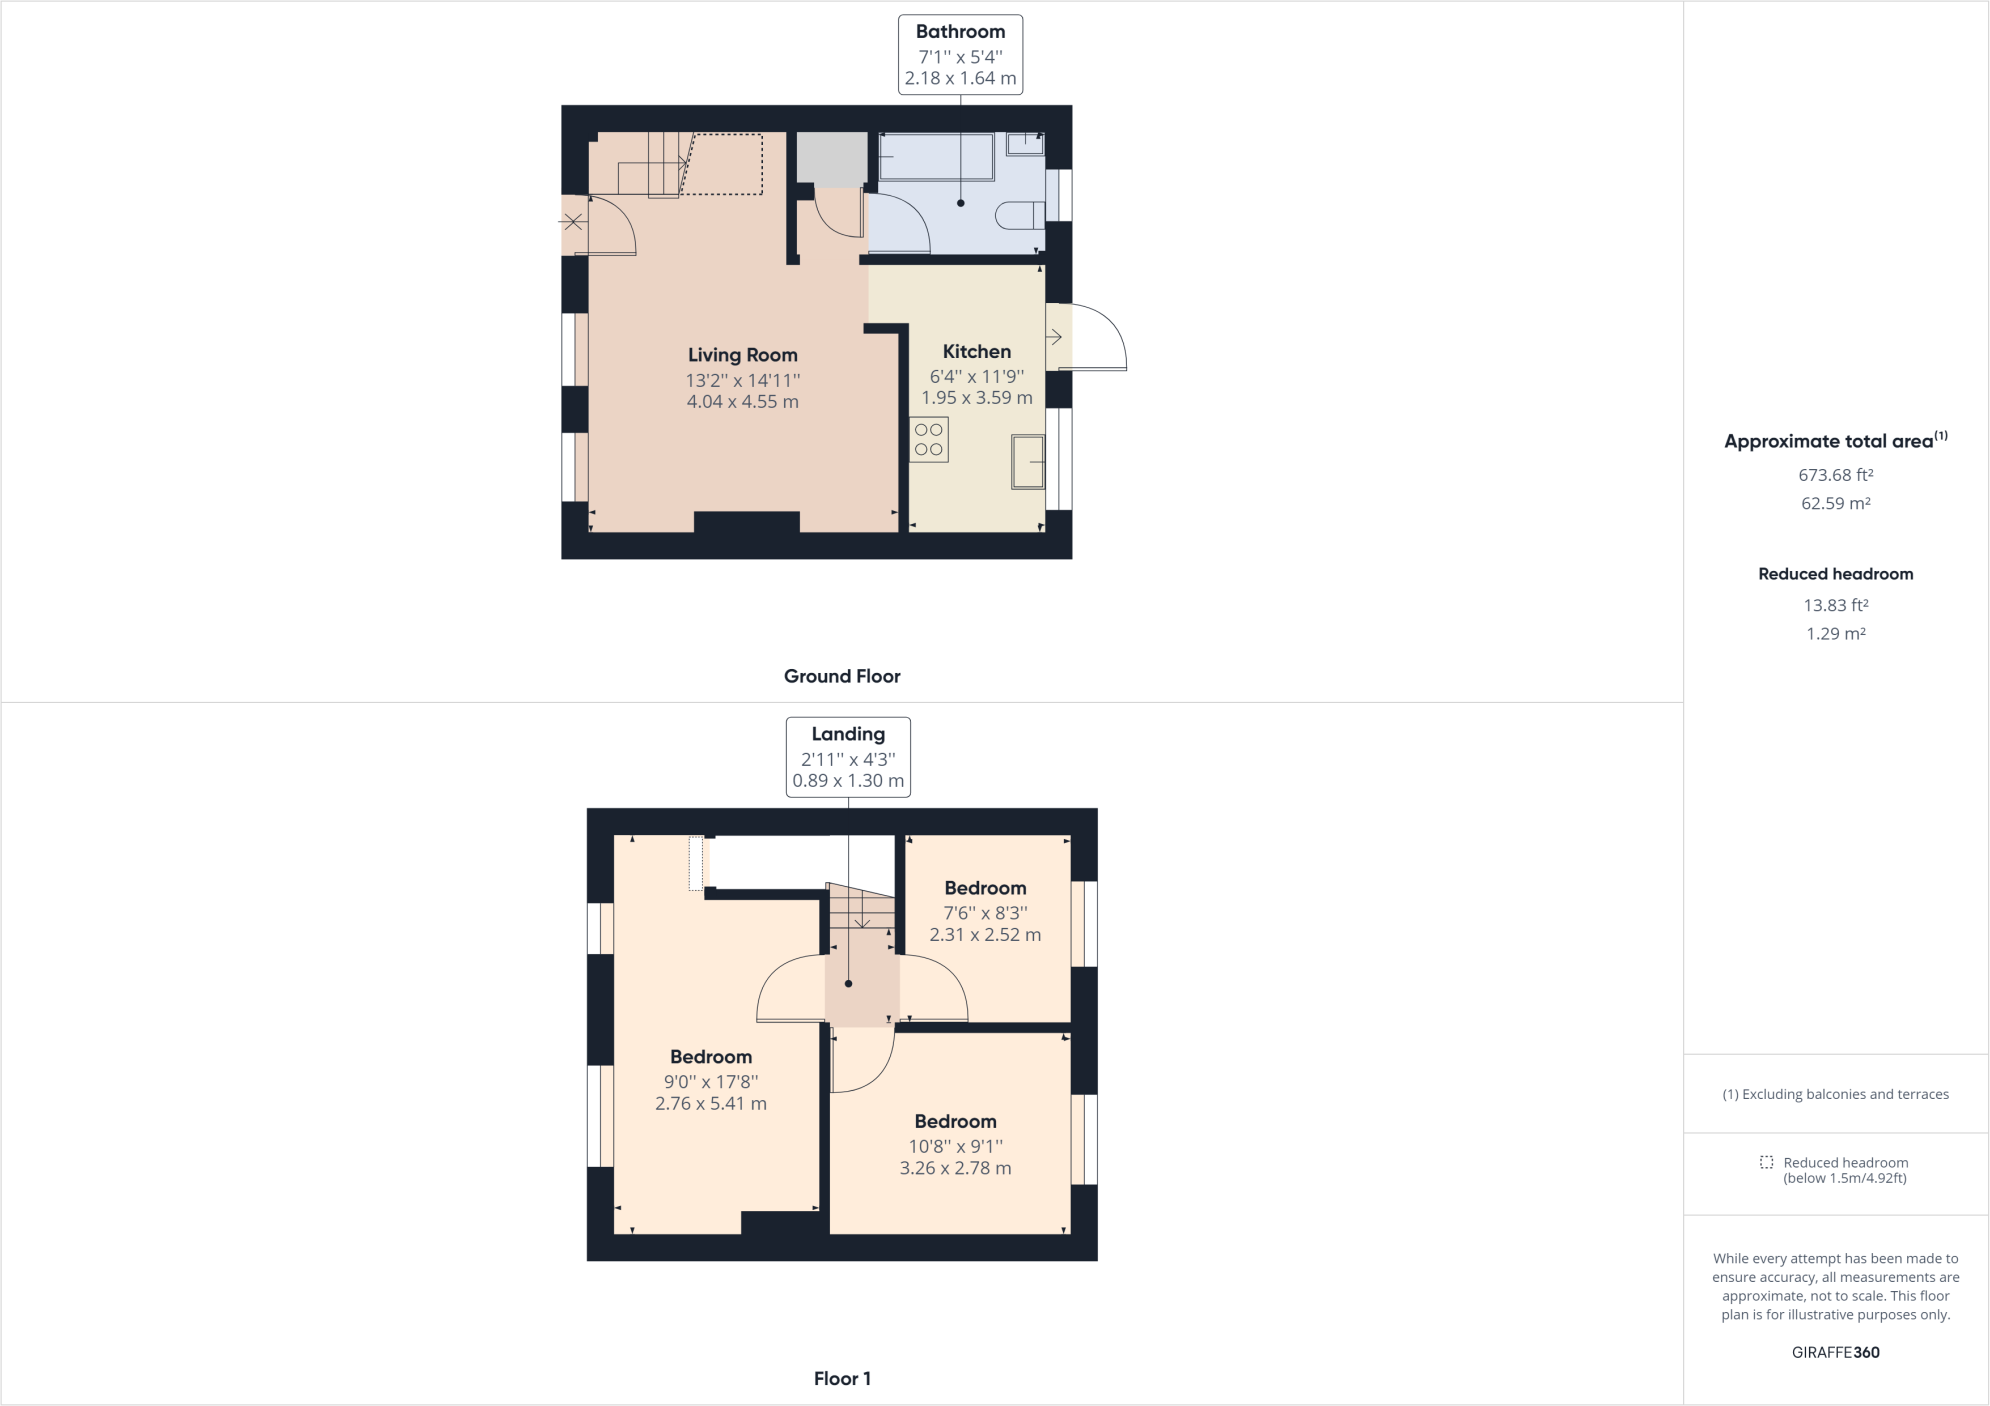 Bathroom
7'1'' x 5'4''
2.18 x 1.64 m
Living Room
13'2'' x 14'11''
4.04 x 4.55 m
Kitchen
6'4'' x 11'9''
1.95 x 3.59 m
Ground Floor
Landing
2'11'' x 4'3''
0.89 x 1.30 m
Bedroom
7'6'' x 8'3''
2.31 x 2.52 m
Bedroom
9'0'' x 17'8''
2.76 x 5.41 m
Bedroom
10'8'' x 9'1''
3.26 x 2.78 m
Floor 1
Approximate total area(1)
673.68 ft²
62.59 m²
Reduced headroom
13.83 ft²
1.29 m²
(1) Excluding balconies and terraces
Reduced headroom
(below 1.5m/4.92ft)
While every attempt has been made to
ensure accuracy, all measurements are
approximate, not to scale. This floor
plan is for illustrative purposes only.
GIRAFFE360